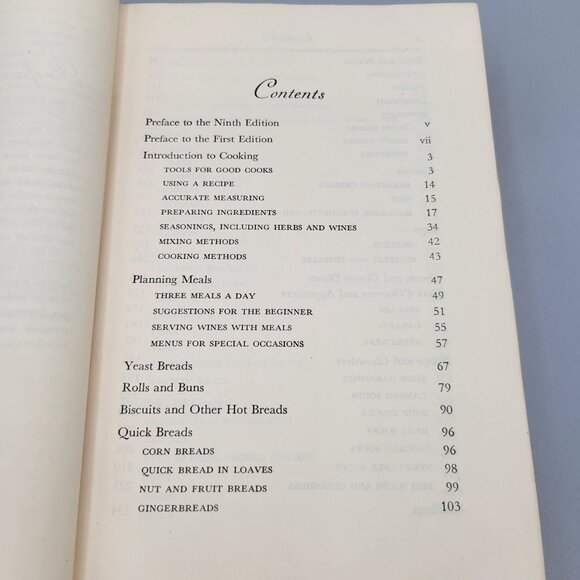 Contents
Preface to the Ninth Edition v
Preface to the First Edition vii
Introduction to Cooking 3
TOOLS FOR GOOD COOKS 3
USING A RECIPE 14
ACCURATE MEASURING 15
PREPARING INGREDIENTS 17
SEASONINGS, INCLUDING HERBS AND WINES 34
MIXING METHODS 42
COOKING METHODS 43
Planning Meals 47
THREE MEALS A DAY 49
SUGGESTIONS FOR THE BEGINNER 51
SERVING WINES WITH MEALS 55
MENUS FOR SPECIAL OCCASIONS 57
Yeast Breads 67
Rolls and Buns 79
Biscuits and Other Hot Breads 90
Quick Breads 96
CORN BREADS 96
QUICK BREAD IN LOAVES 98
NUT AND FRUIT BREADS 99
GINGERBREADS 103